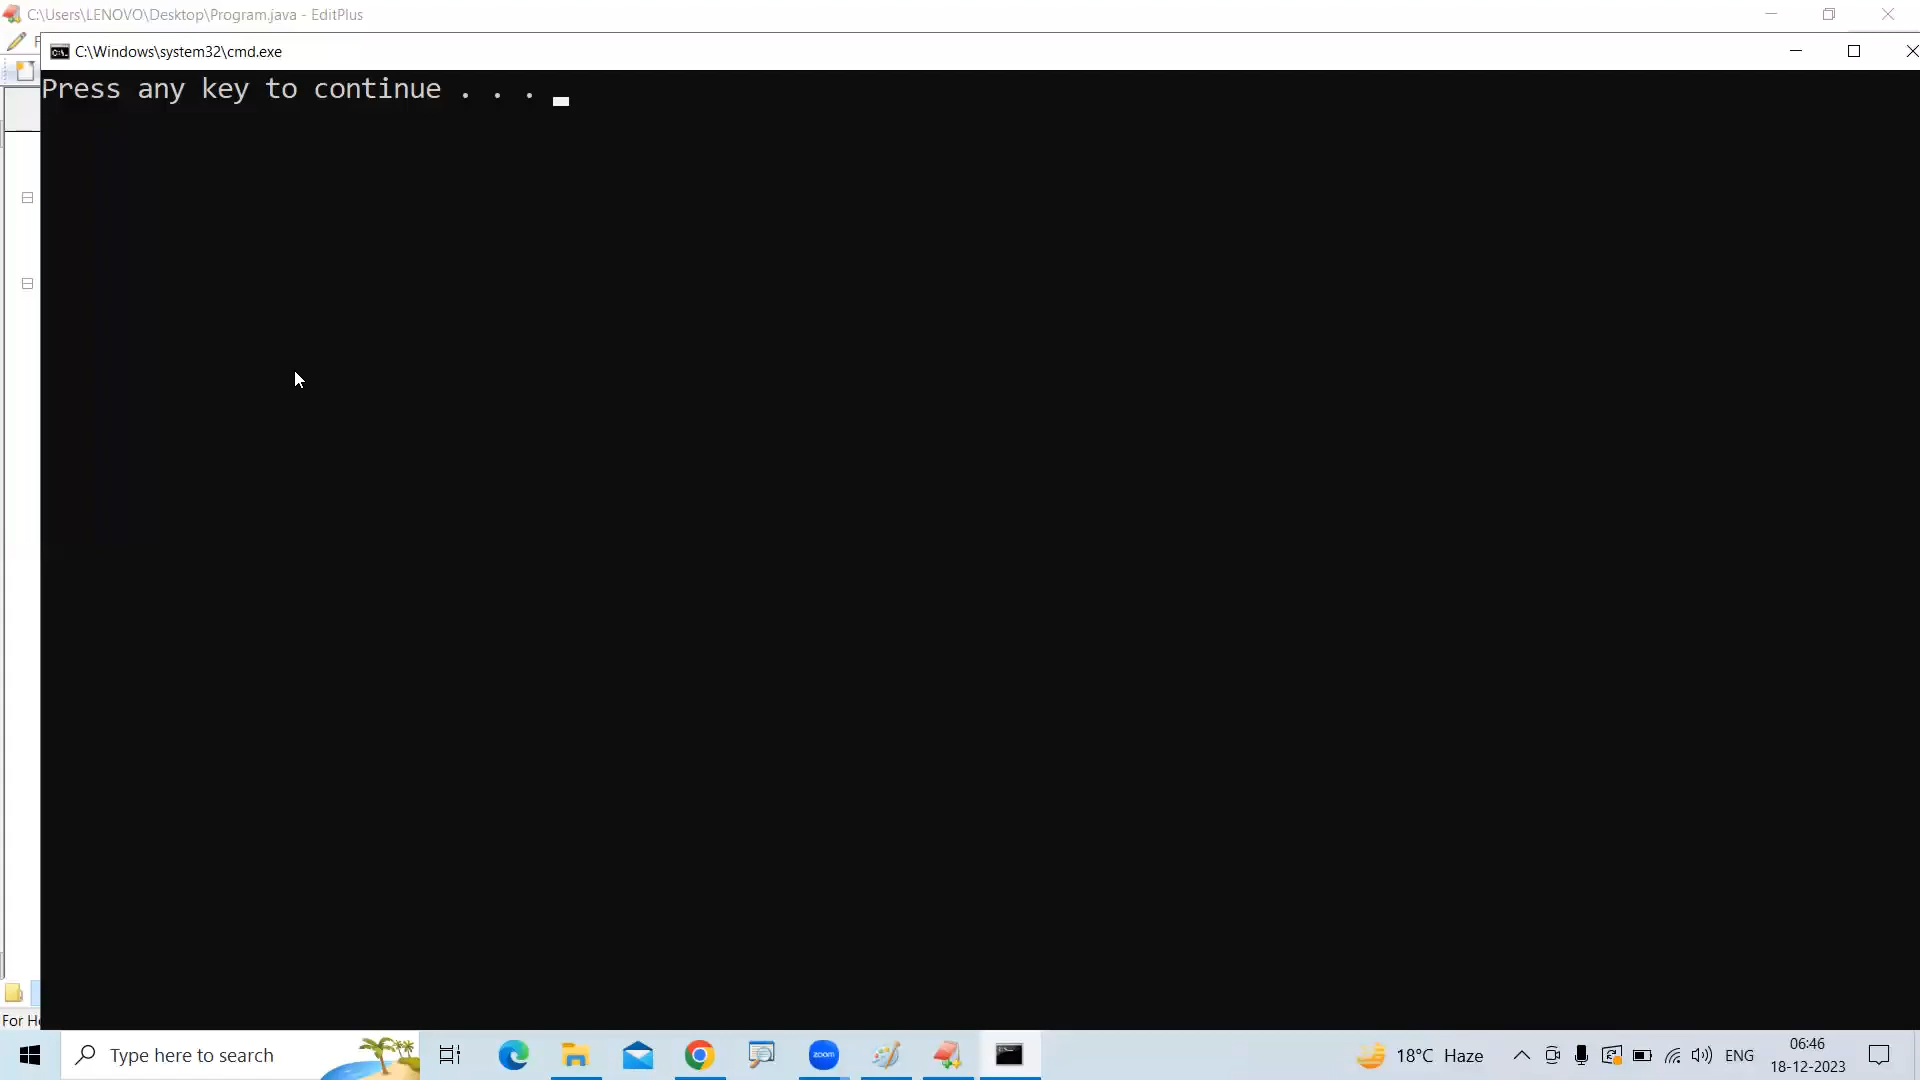 C:\Users\LENOVO\Desktop\Program.java - EditPlus
C:\Windows\system32\cmd.exe
Press any key to continue . . .
For H
Type here to search
zoom
18°C Haze
ENG
06:46
18-12-2023